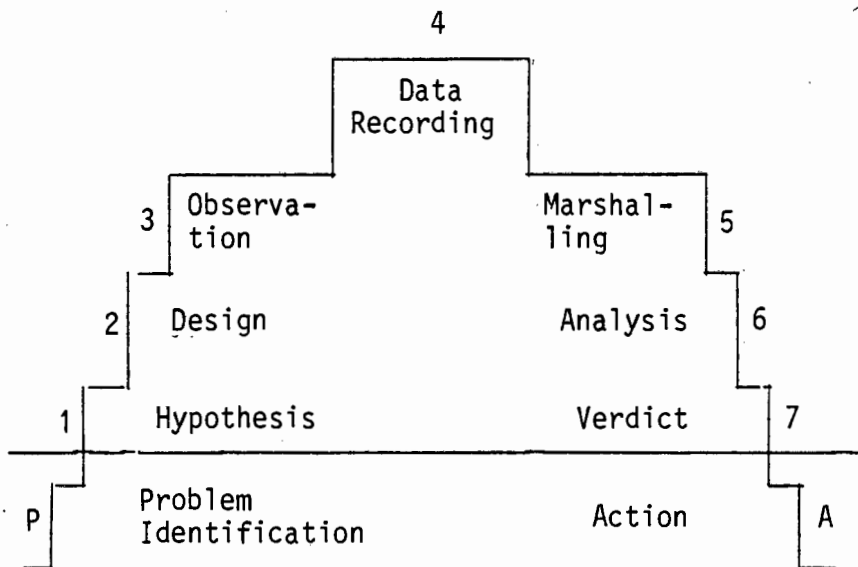 4
Data
Recording
3 Observa-
tion
Marshal-
ling 5
2 Design
Analysis 6
1 Hypothesis
Verdict 7
P Problem
Identification
Action A